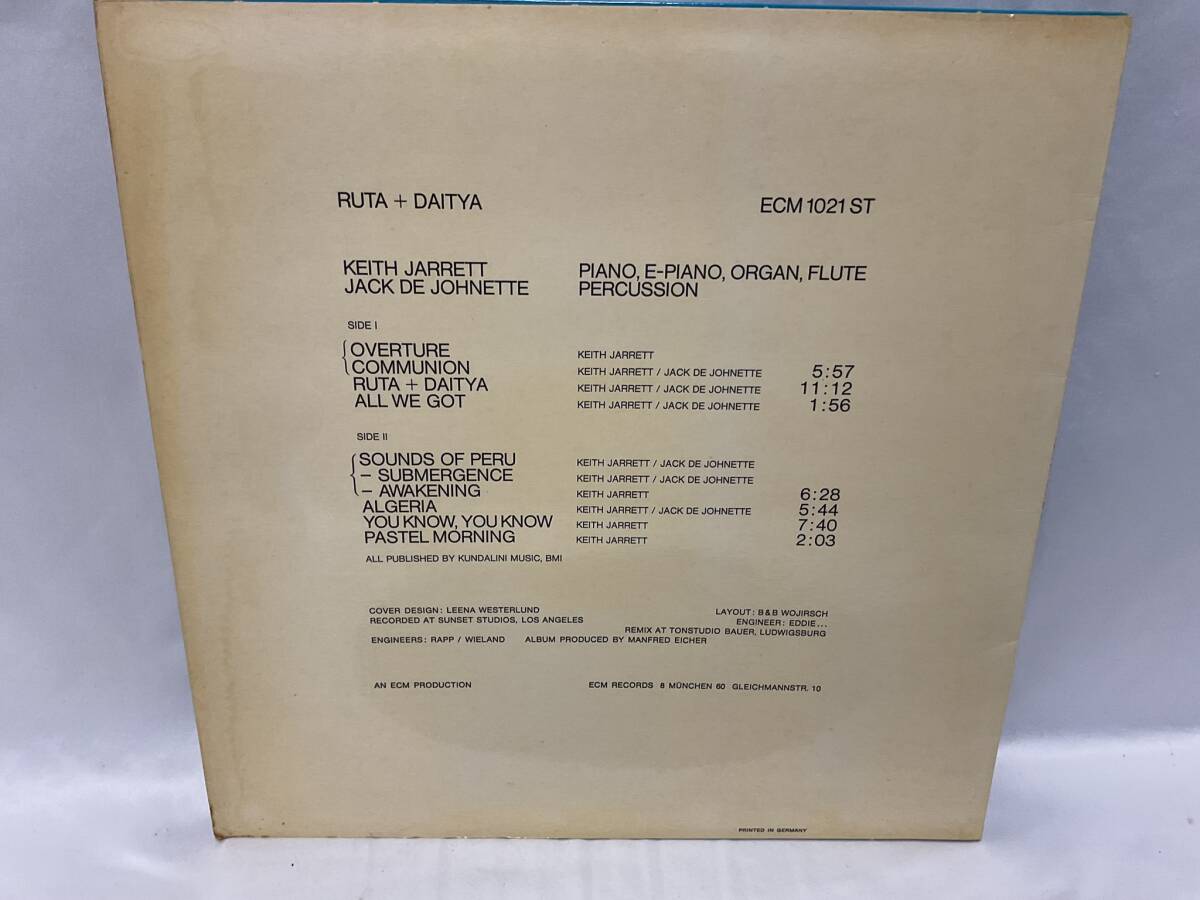 RUTA + DAITYA ECM 1021 ST
KEITH JARRETT PIANO, E-PIANO, ORGAN, FLUTE
JACK DE JOHNETTE PERCUSSION
SIDE I
OVERTURE KEITH JARRETT
COMMUNION KEITH JARRETT / JACK DE JOHNETTE 5:57
RUTA + DAITYA KEITH JARRETT / JACK DE JOHNETTE 11:12
ALL WE GOT KEITH JARRETT / JACK DE JOHNETTE 1:56
SIDE II
SOUNDS OF PERU KEITH JARRETT / JACK DE JOHNETTE
– SUBMERGENCE KEITH JARRETT / JACK DE JOHNETTE
– AWAKENING KEITH JARRETT 6:28
ALGERIA KEITH JARRETT / JACK DE JOHNETTE 5:44
YOU KNOW, YOU KNOW KEITH JARRETT 7:40
PASTEL MORNING KEITH JARRETT 2:03
ALL PUBLISHED BY KUNDALINI MUSIC, BMI
COVER DESIGN: LEENA WESTERLUND LAYOUT: B&B WOJIRSCH
RECORDED AT SUNSET STUDIOS, LOS ANGELES ENGINEER: EDDIE...
REMIX AT TONSTUDIO BAUER, LUDWIGSBURG
ENGINEERS: RAPP / WIELAND ALBUM PRODUCED BY MANFRED EICHER
AN ECM PRODUCTION ECM RECORDS 8 MÜNCHEN 60 GLEICHMANNSTR. 10
PRINTED IN GERMANY